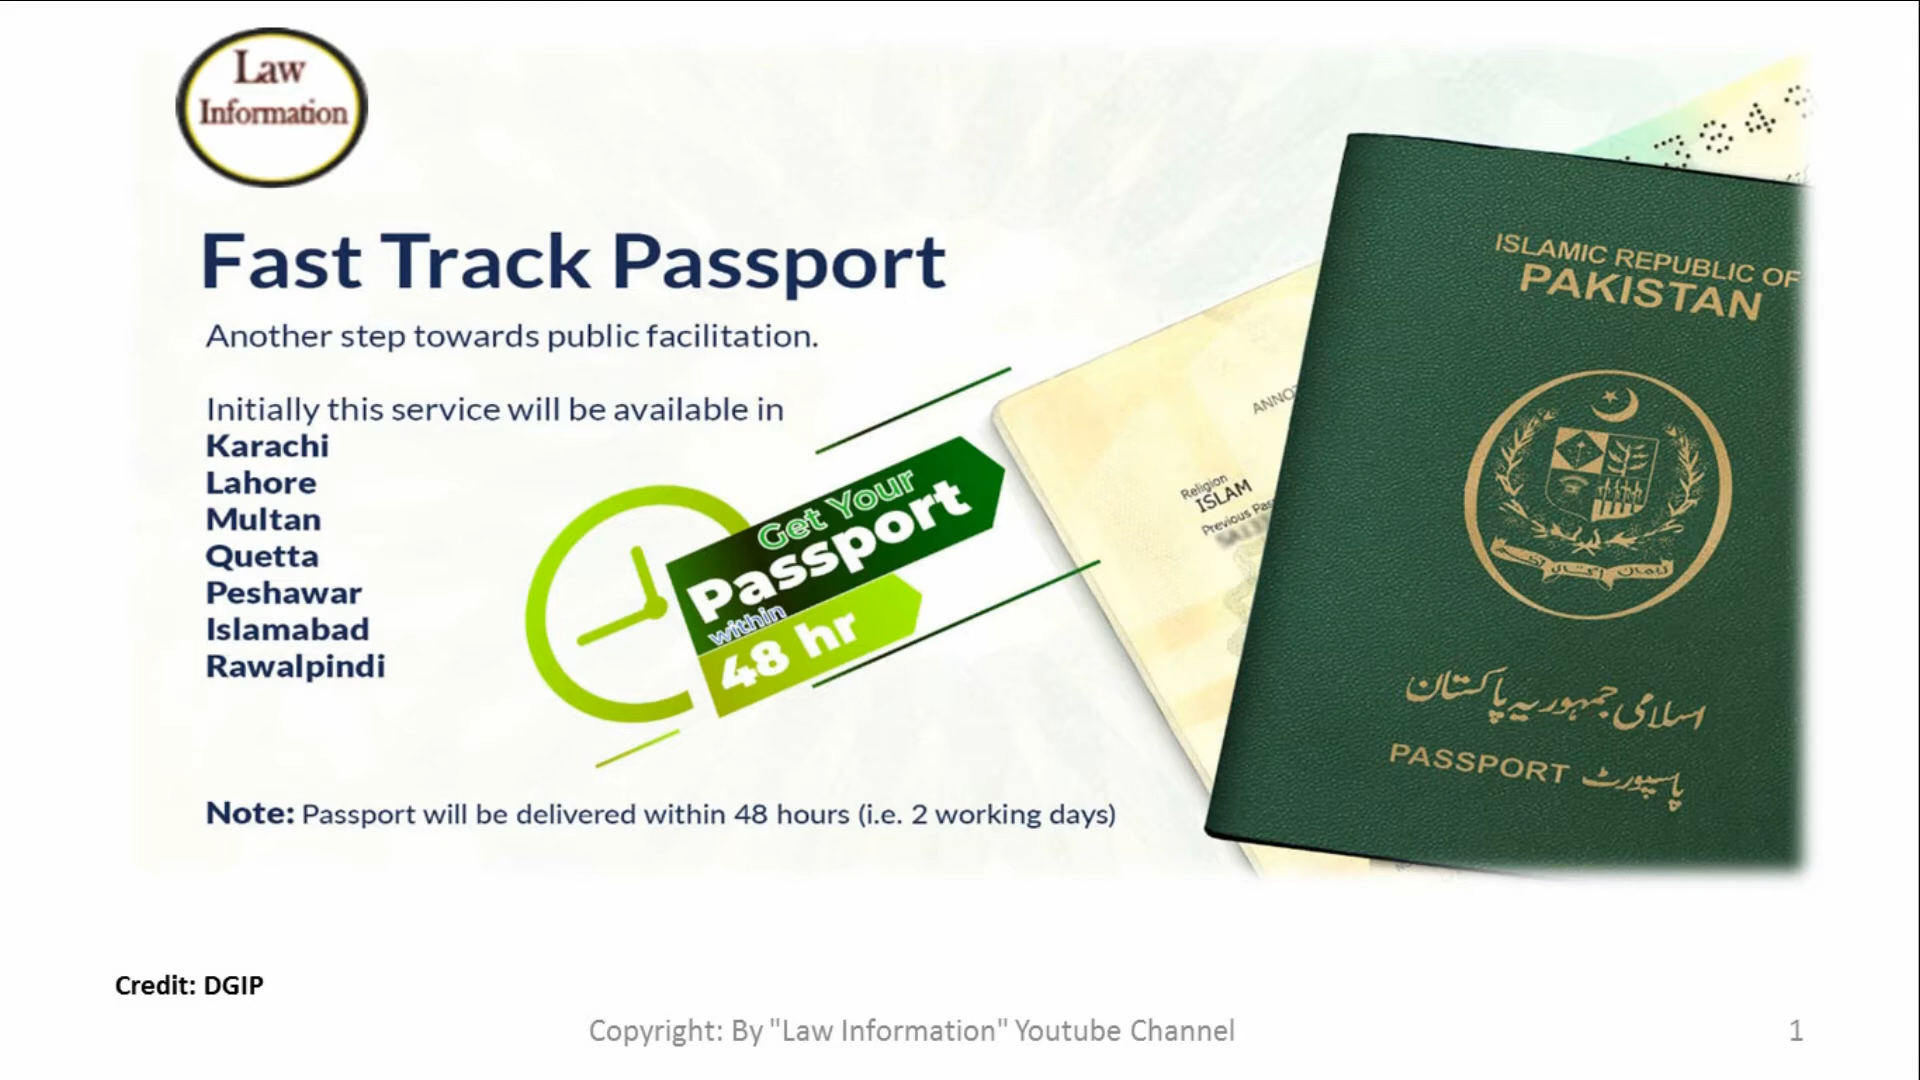 Law
Information
Fast Track Passport
Another step towards public facilitation.
Initially this service will be available in
Karachi
Lahore
Multan
Quetta
Peshawar
Islamabad
Rawalpindi
Get Your
Passport
within
48 hr
Note: Passport will be delivered within 48 hours (i.e. 2 working days)
Religion
ISLAM
ISLAMIC REPUBLIC OF
PAKISTAN
اسلامی جمہوریہ پاکستان
PASSPORT پاسپورٹ
Credit: DGIP
Copyright: By "Law Information" Youtube Channel
1